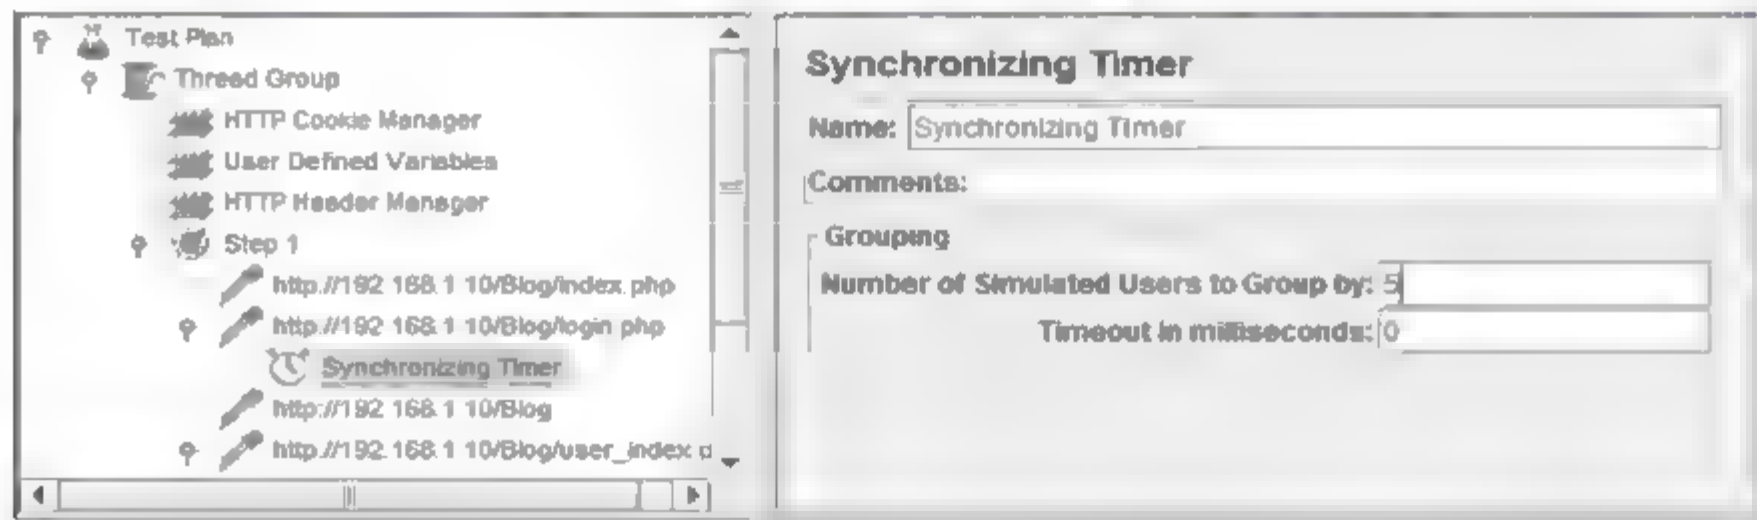 Test Plan
Thread Group
HTTP Cookie Manager
User Defined Variables
HTTP Header Manager
Step 1
http://192.168.1.10/Blog/index.php
http://192.168.1.10/Blog/login.php
Synchronizing Timer
http://192.168.1.10/Blog
http://192.168.1.10/Blog/user_index.p
Synchronizing Timer
Name: Synchronizing Timer
Comments:
Grouping
Number of Simulated Users to Group by: 5
Timeout in milliseconds: 0